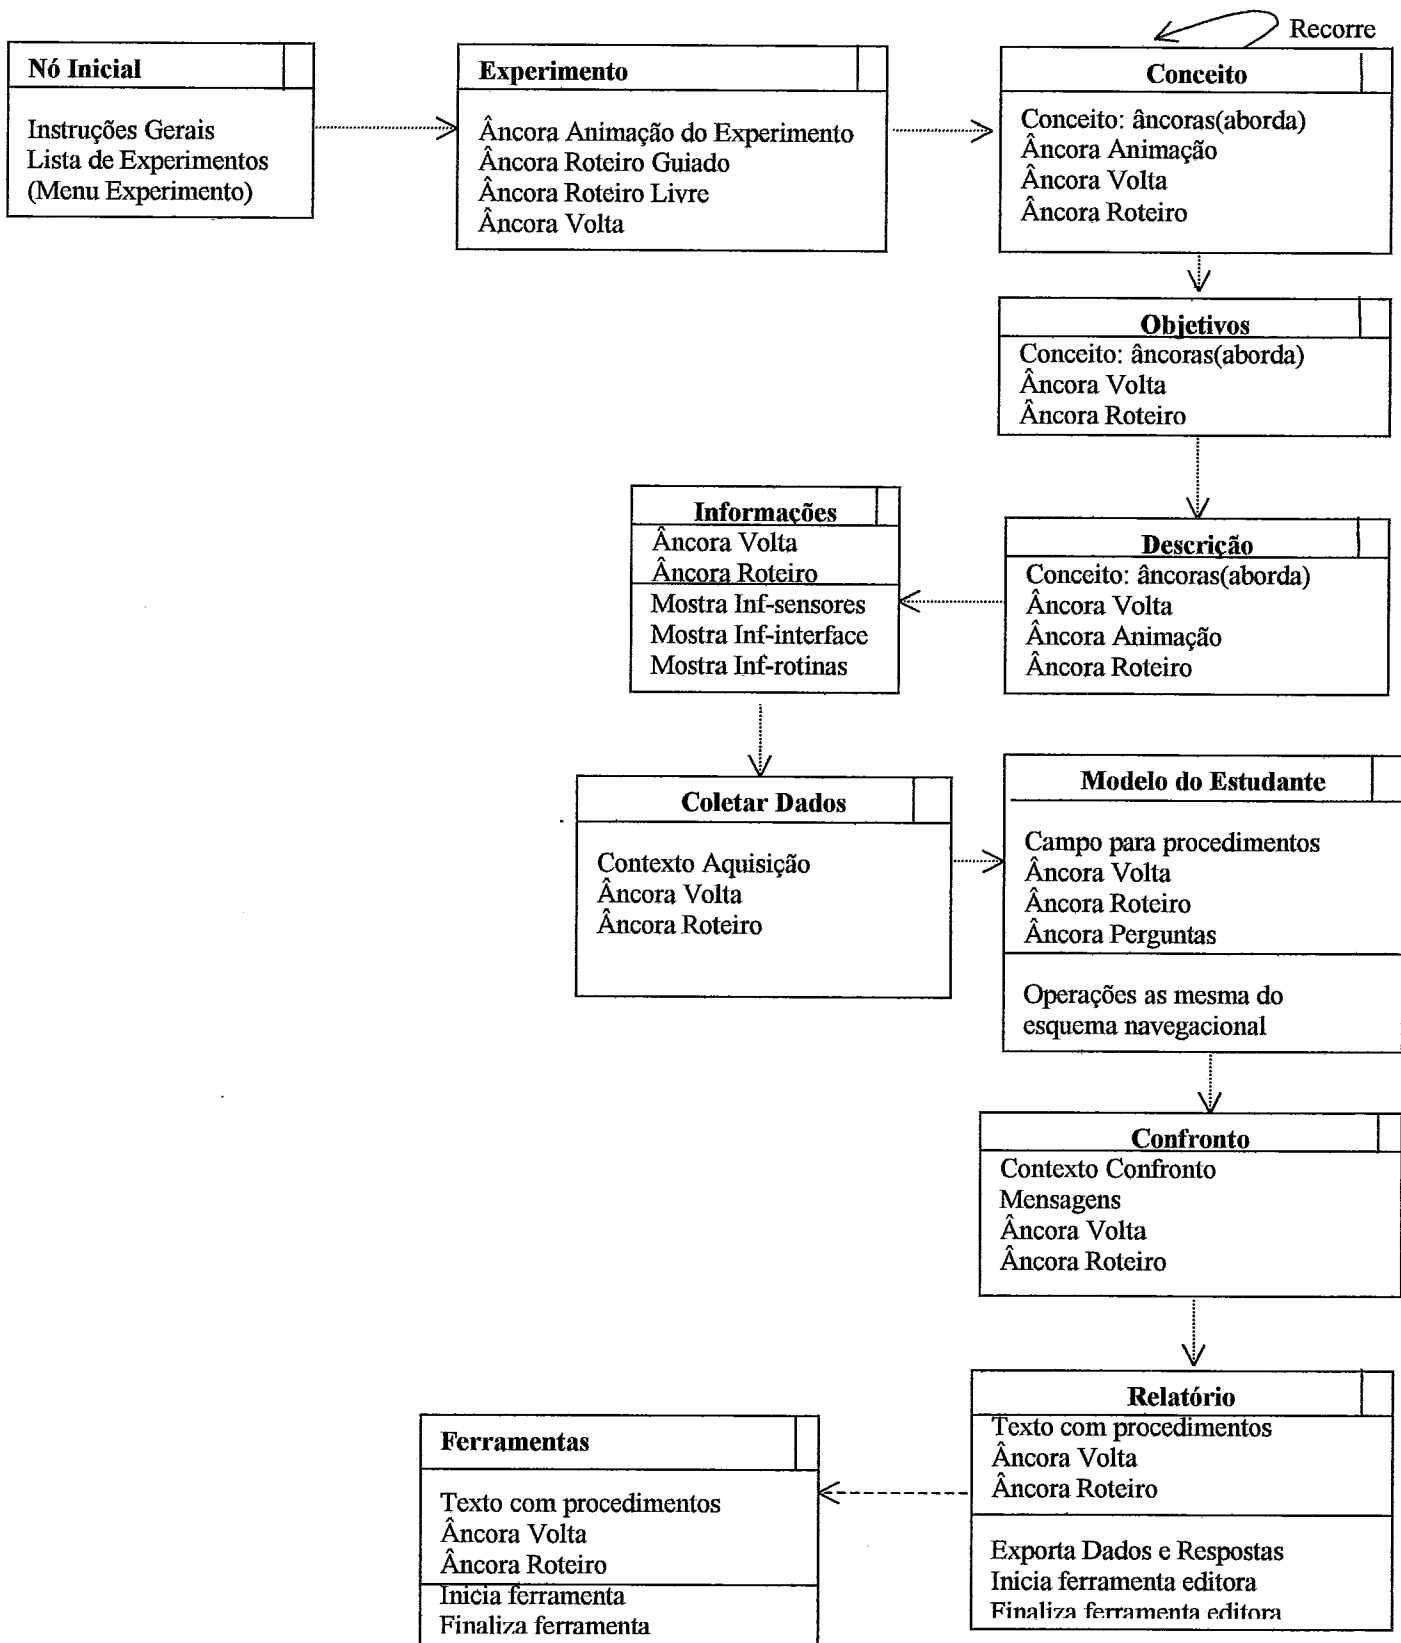 Recorre
Nó Inicial
Instruções Gerais
Lista de Experimentos
(Menu Experimento)
Experimento
Âncora Animação do Experimento
Âncora Roteiro Guiado
Âncora Roteiro Livre
Âncora Volta
Conceito
Conceito: âncoras(aborda)
Âncora Animação
Âncora Volta
Âncora Roteiro
Objetivos
Conceito: âncoras(aborda)
Âncora Volta
Âncora Roteiro
Descrição
Conceito: âncoras(aborda)
Âncora Volta
Âncora Animação
Âncora Roteiro
Informações
Âncora Volta
Âncora Roteiro
Mostra Inf-sensores
Mostra Inf-interface
Mostra Inf-rotinas
Coletar Dados
Contexto Aquisição
Âncora Volta
Âncora Roteiro
Modelo do Estudante
Campo para procedimentos
Âncora Volta
Âncora Roteiro
Âncora Perguntas
Operações as mesma do
esquema navegacional
Confronto
Contexto Confronto
Mensagens
Âncora Volta
Âncora Roteiro
Relatório
Texto com procedimentos
Âncora Volta
Âncora Roteiro
Exporta Dados e Respostas
Inicia ferramenta editora
Finaliza ferramenta editora
Ferramentas
Texto com procedimentos
Âncora Volta
Âncora Roteiro
Inicia ferramenta
Finaliza ferramenta